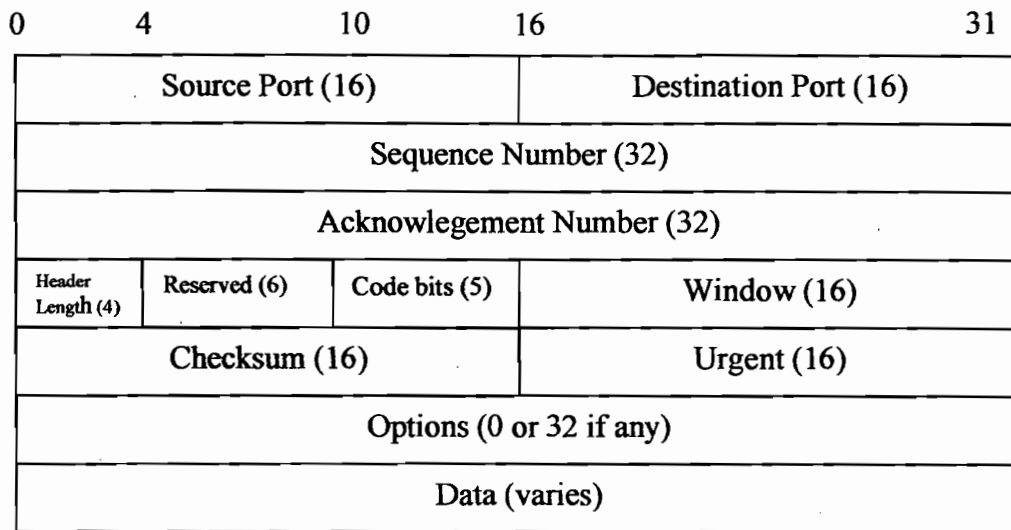 0 4 10 16 31
Source Port (16) Destination Port (16)
Sequence Number (32)
Acknowlegement Number (32)
Header Length (4) Reserved (6) Code bits (5) Window (16)
Checksum (16) Urgent (16)
Options (0 or 32 if any)
Data (varies)